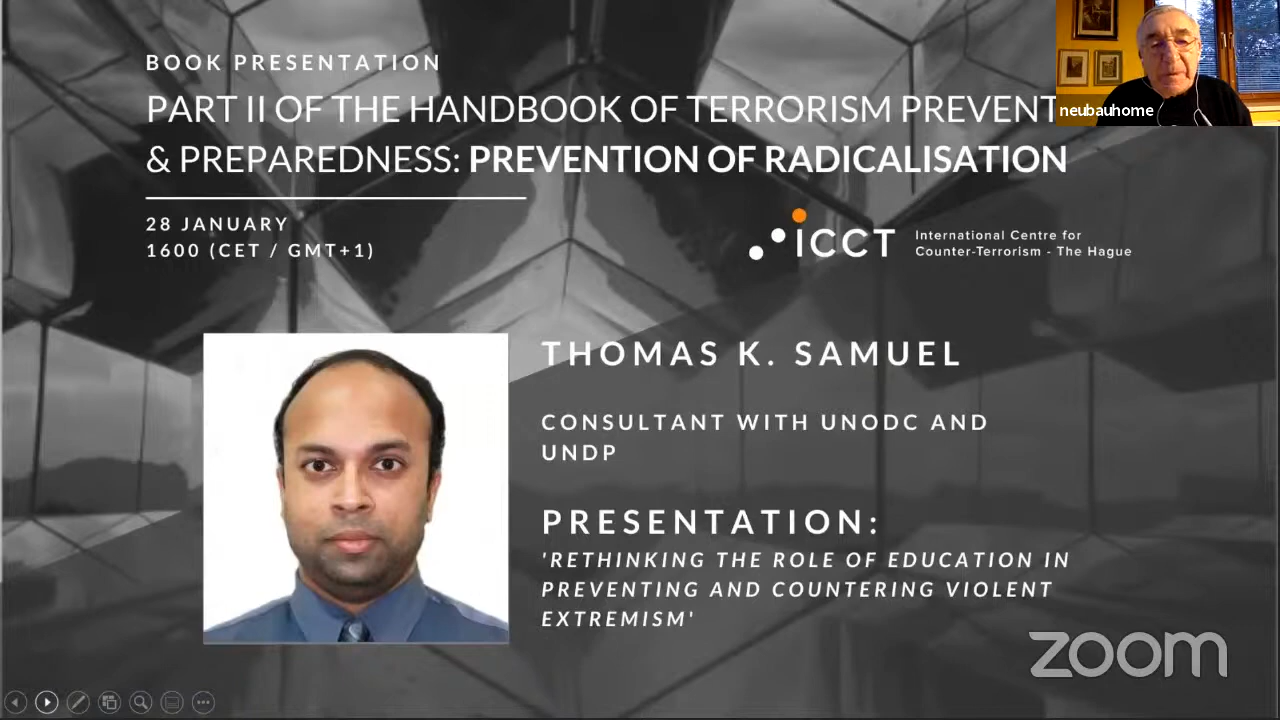 BOOK PRESENTATION
PART II OF THE HANDBOOK OF TERRORISM PREVENT
& PREPAREDNESS: PREVENTION OF RADICALISATION
neubauhome
28 JANUARY
1600 (CET / GMT+1)
iCCT
International Centre for
Counter-Terrorism - The Hague
THOMAS K. SAMUEL
CONSULTANT WITH UNODC AND
UNDP
PRESENTATION:
'RETHINKING THE ROLE OF EDUCATION IN
PREVENTING AND COUNTERING VIOLENT
EXTREMISM'
zoom